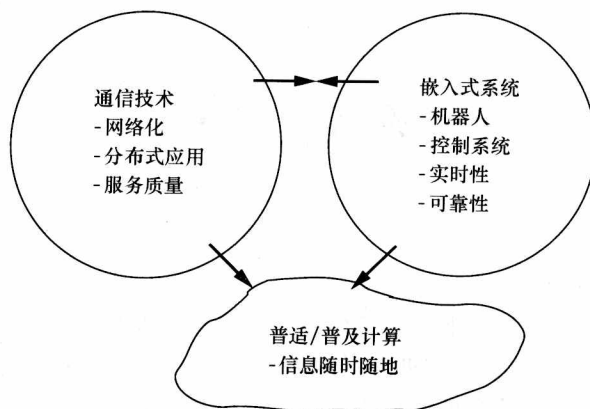 通信技术
-网络化
-分布式应用
-服务质量
嵌入式系统
-机器人
-控制系统
-实时性
-可靠性
普适/普及计算
-信息随时随地